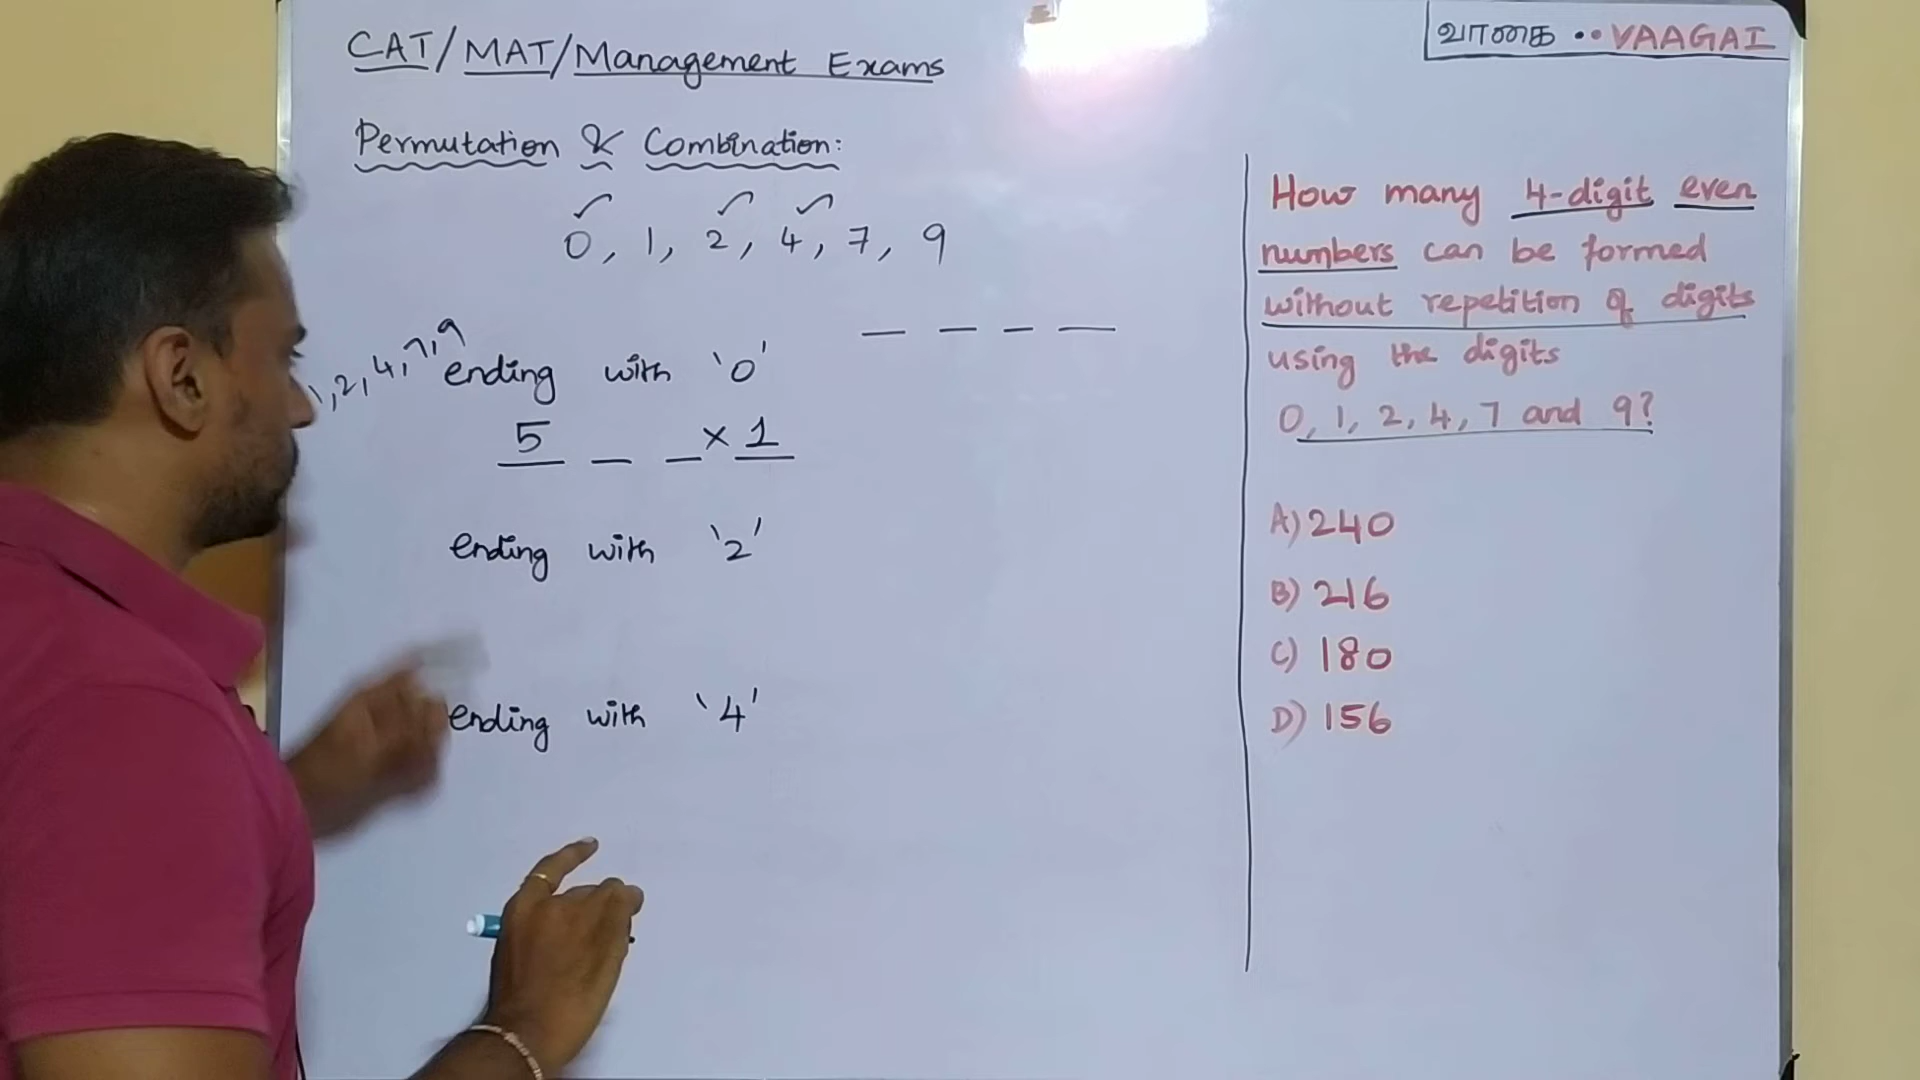 CAT/MAT/Management Exams
வாகை ..VAAGAI
Permutation & Combination:
0, 1, 2, 4, 7, 9
1, 2, 4, 7, 9
ending with '0'
5 _ _ × 1
ending with '2'
ending with '4'
_ _ _ _
How many 4-digit even
numbers can be formed
without repetition of digits
using the digits
0, 1, 2, 4, 7 and 9?
A) 240
B) 216
C) 180
D) 156